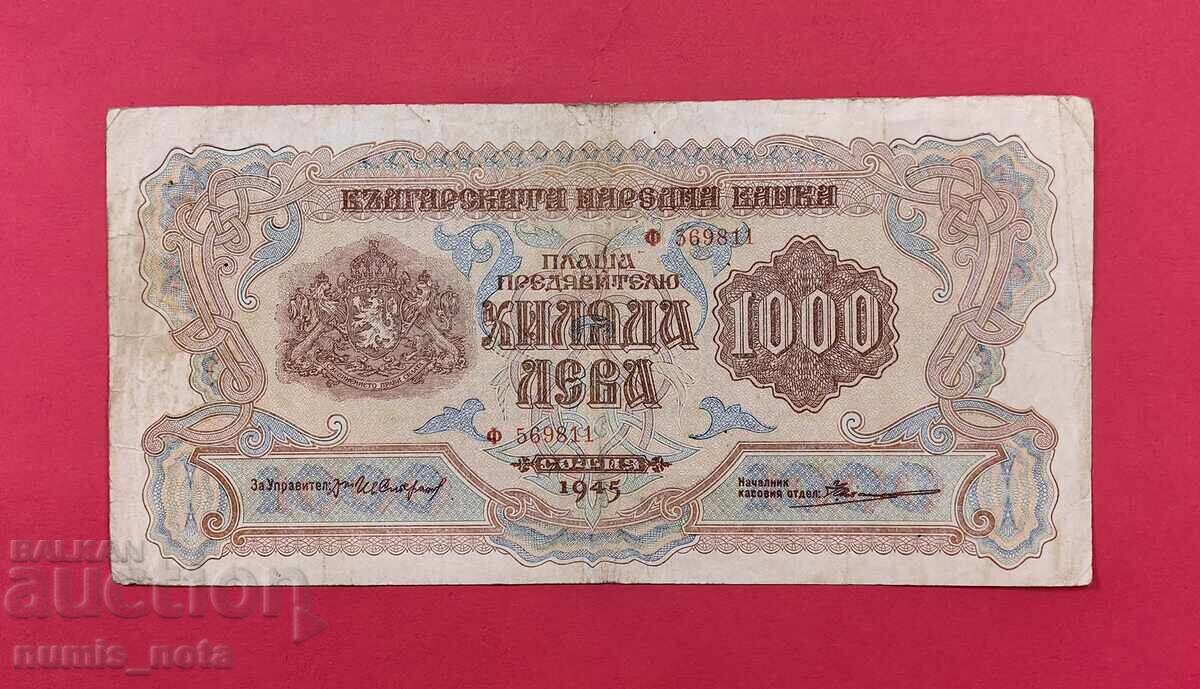 БЪЛГАРСКАТА НАРОДНА БАНКА
Ф 569811
ПЛАЩА
ПРЕДЯВИТЕЛЮ
ХИЛЯДА
ЛЕВА
1000
Ф 569811
СОФИЯ
1945
За Управител:
Началник
касовия отдел:
BALKAN
auction
numis_nota